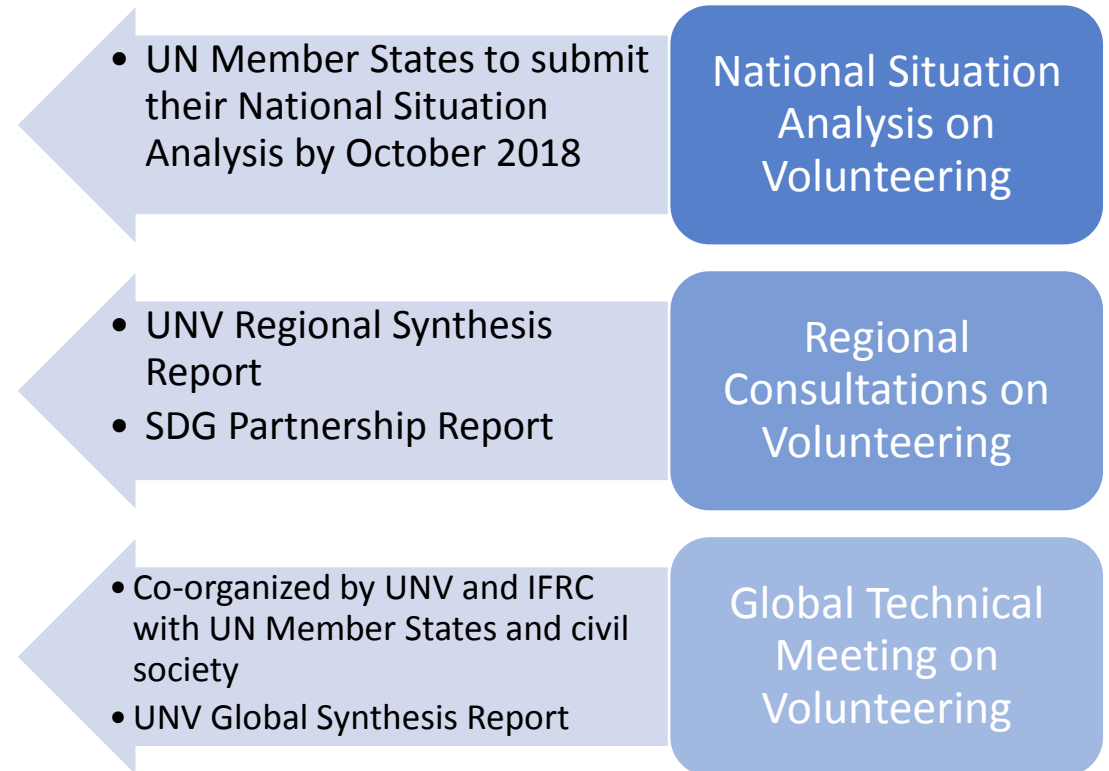 • UN Member States to submit
their National Situation
Analysis by October 2018
National Situation
Analysis on
Volunteering
• UNV Regional Synthesis
Report
• SDG Partnership Report
Regional
Consultations on
Volunteering
• Co-organized by UNV and IFRC
with UN Member States and civil
society
• UNV Global Synthesis Report
Global Technical
Meeting on
Volunteering